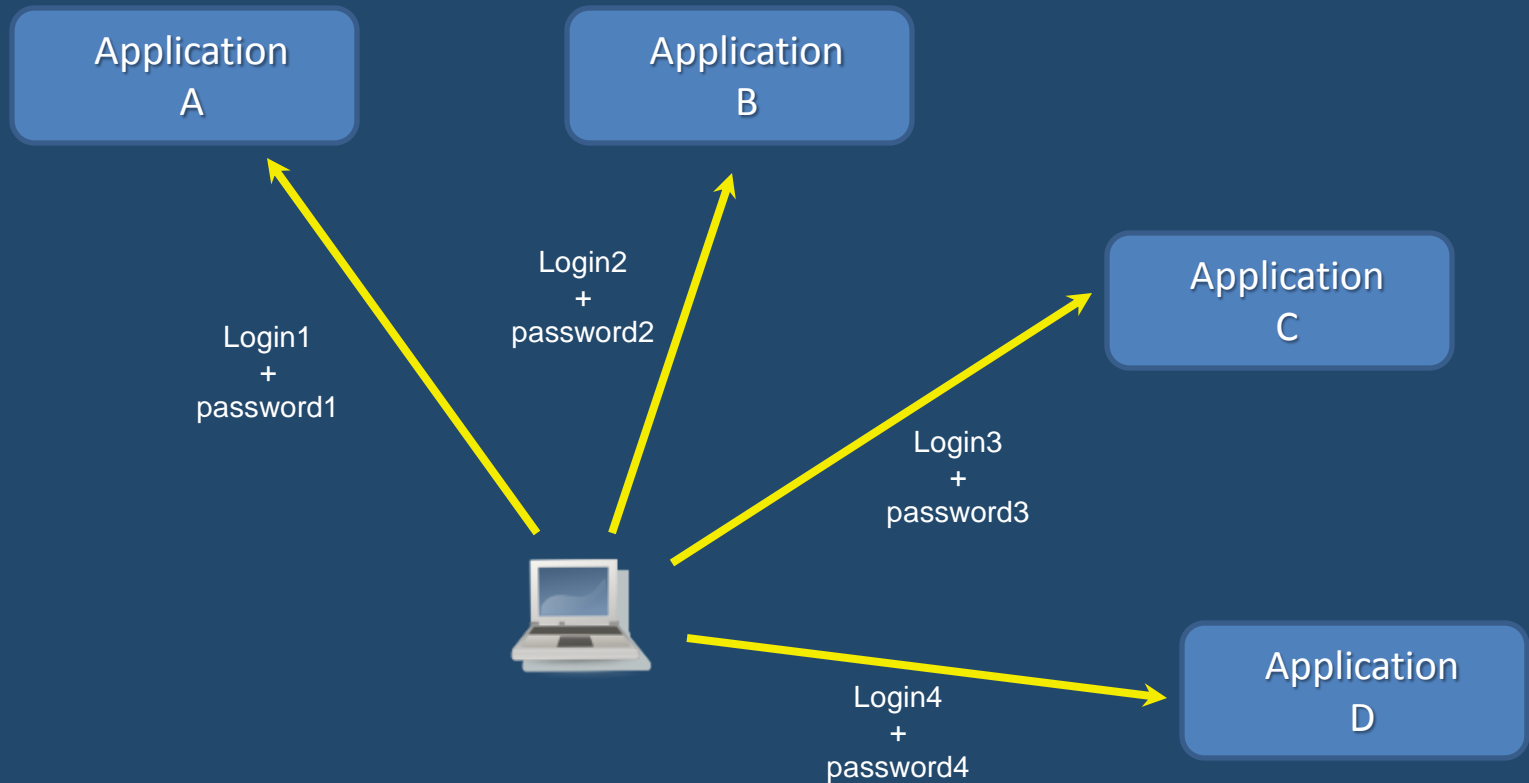 Application
A
Application
B
Application
C
Login2
+
password2
Login1
+
password1
Login3
+
password3
Application
D
Login4
+
password4